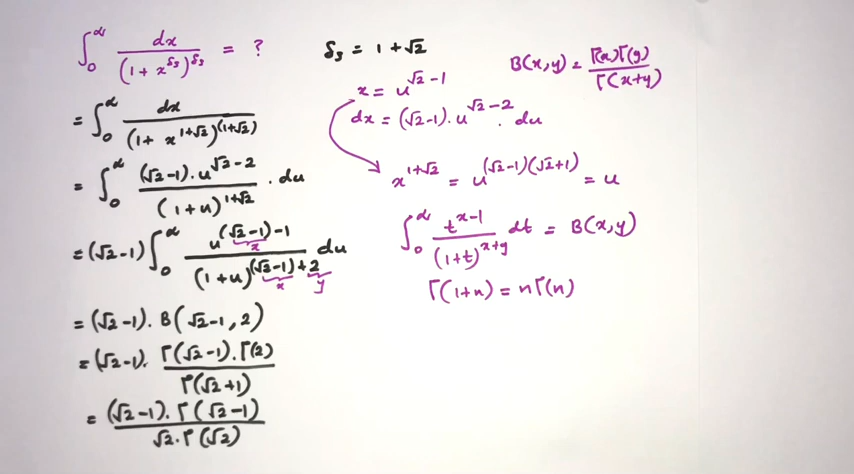 ∫₀^α dx / (1 + x^δs)^δs = ?
= ∫₀^α dx / (1 + x^(1+√2))^(1+√2)
= ∫₀^α (√2-1).u^(√2-2) / (1+u)^(1+√2) . du
= (√2-1) ∫₀^α u^((√2-1)-1) / (1+u)^((√2-1)+2) du
x
x y
= (√2-1). B(√2-1, 2)
= (√2-1). Γ(√2-1).Γ(2) / Γ(√2+1)
= (√2-1). Γ(√2-1) / √2.Γ(√2)
δs = 1+√2
x = u^(√2-1)
dx = (√2-1).u^(√2-2) . du
x^(1+√2) = u^((√2-1)(√2+1)) = u
∫₀^α t^(x-1) / (1+t)^(x+y) dt = B(x,y)
Γ(1+n) = nΓ(n)
B(x,y) = Γ(x)Γ(y) / Γ(x+y)